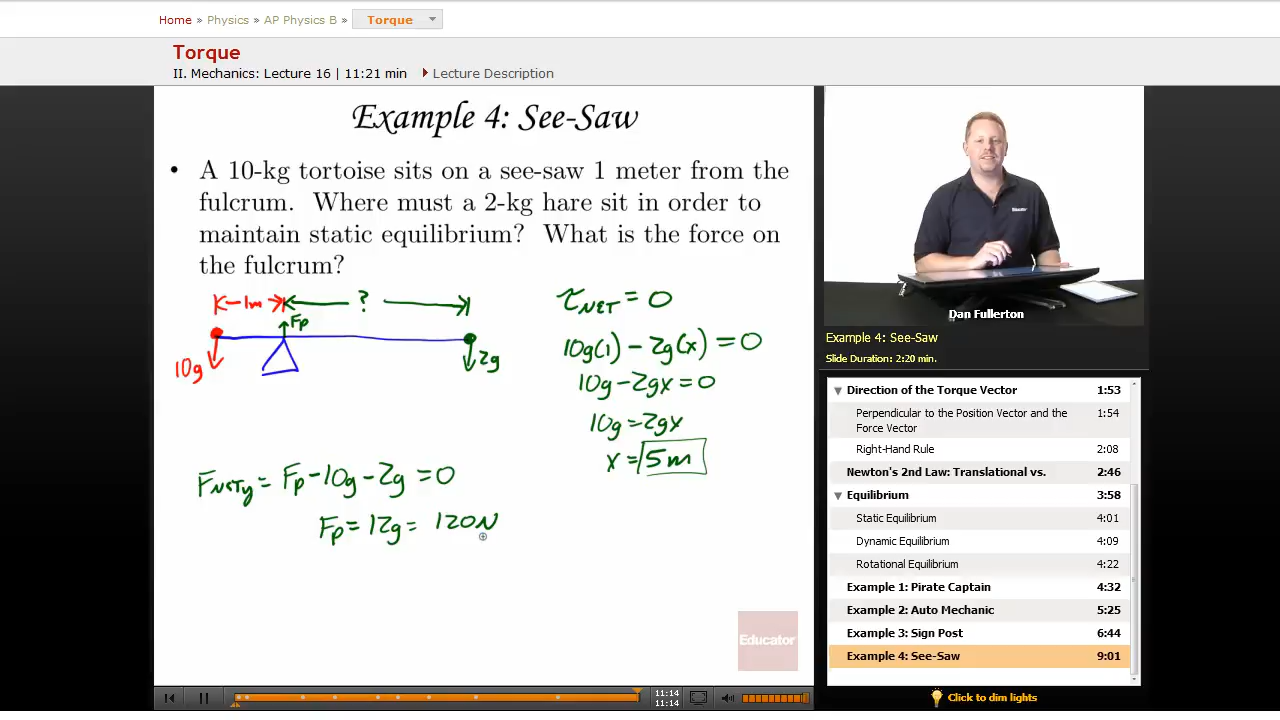 Home » Physics » AP Physics B » Torque
Torque
II. Mechanics: Lecture 16 | 11:21 min Lecture Description
Example 4: See-Saw
• A 10-kg tortoise sits on a see-saw 1 meter from the
fulcrum. Where must a 2-kg hare sit in order to
maintain static equilibrium? What is the force on
the fulcrum?
1m ?
Fp
10g
2g
τNET = 0
10g(1) - 2g(x) = 0
10g - 2gx = 0
10g = 2gx
x = 5m
FNETy = Fp - 10g - 2g = 0
Fp = 12g = 120N
Educator
Educator
Dan Fullerton
Example 4: See-Saw
Slide Duration: 2:20 min.
Direction of the Torque Vector 1:53
Perpendicular to the Position Vector and the 1:54
Force Vector
Right-Hand Rule 2:08
Newton's 2nd Law: Translational vs. 2:46
Equilibrium 3:58
Static Equilibrium 4:01
Dynamic Equilibrium 4:09
Rotational Equilibrium 4:22
Example 1: Pirate Captain 4:32
Example 2: Auto Mechanic 5:25
Example 3: Sign Post 6:44
Example 4: See-Saw 9:01
11:14
11:14
Click to dim lights